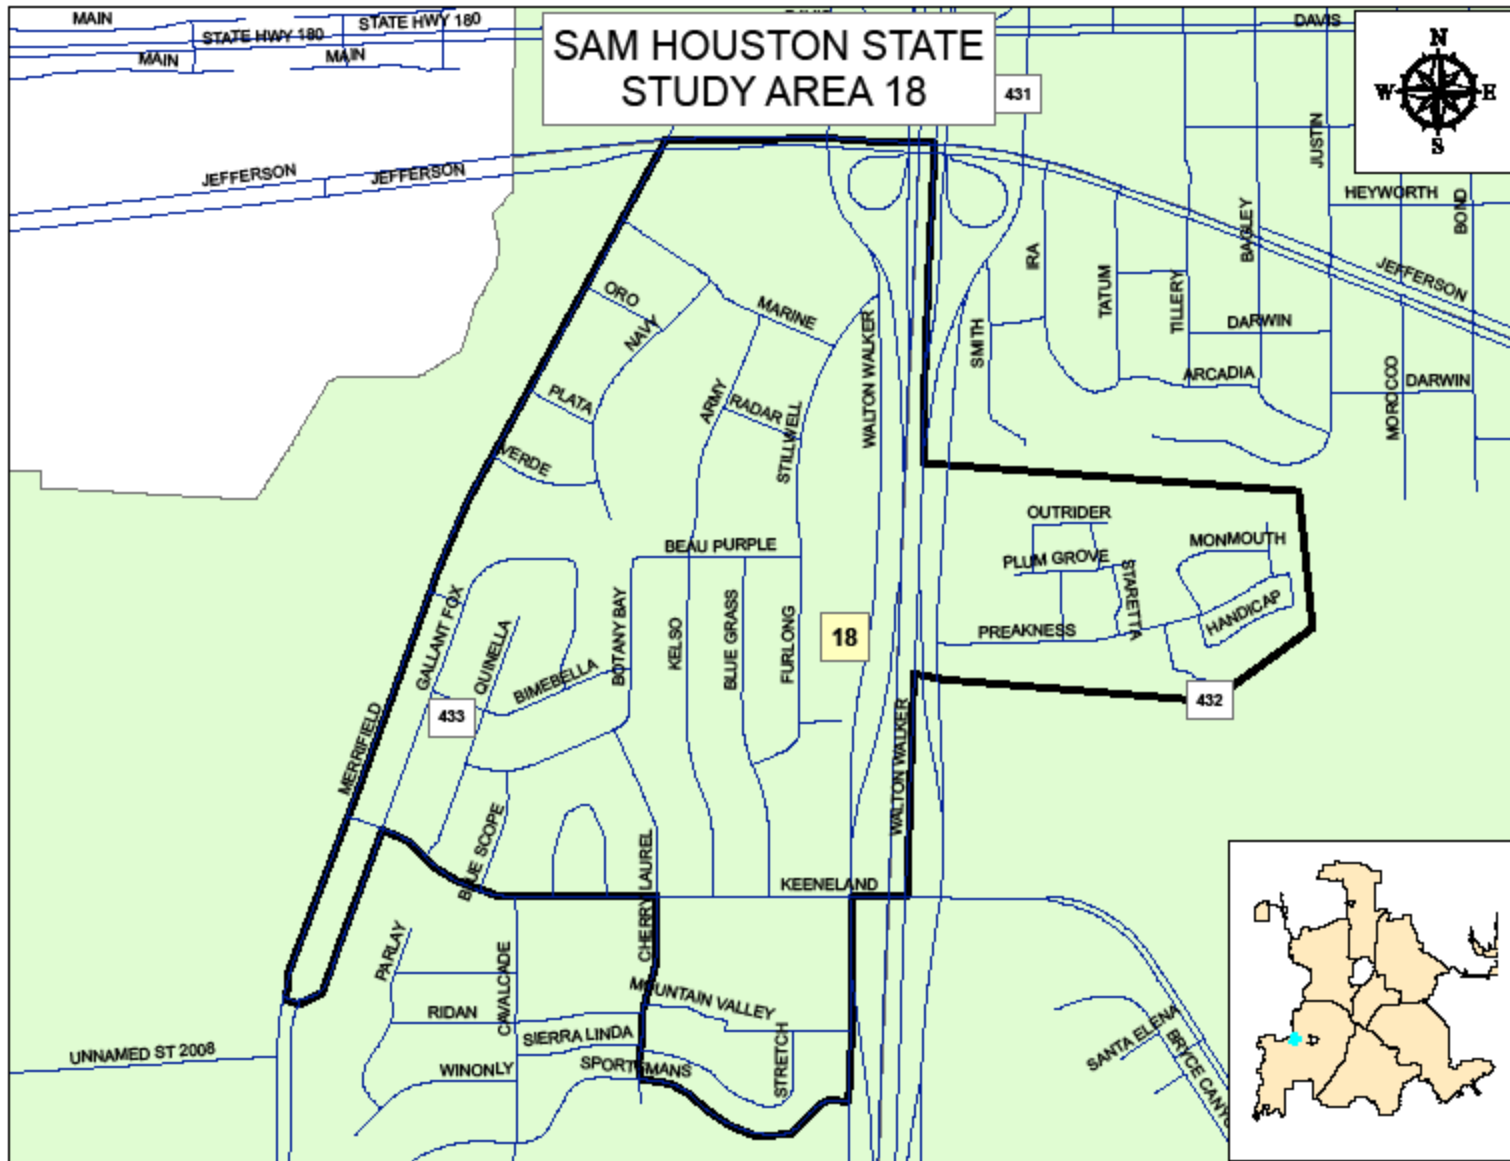 MAIN
STATE HWY 180
STATE HWY 180
MAIN
MAIN
DAVIS
SAM HOUSTON STATE
STUDY AREA 18
431
N
W
E
S
JUSTIN
HEYWORTH
BOND
JEFFERSON
JEFFERSON
JEFFERSON
IRA
BAGLEY
TATUM
TILLERY
DARWIN
ARCADIA
DARWIN
MOROCCO
SMITH
WALTON WALKER
ORO
NAVY
MARINE
PLATA
ARMY
RADAR
STILLWELL
VERDE
OUTRIDER
MONMOUTH
PLUM GROVE
STARETTA
HANDICAP
PREAKNESS
BEAU PURPLE
GALLANT FOX
QUINELLA
BIMEBELLA
BOTANY BAY
KELSO
BLUE GRASS
FURLONG
18
432
433
MERRIFIELD
WALTON WALKER
BLUE SCOPE
CHERRY LAUREL
KEENELAND
PARLAY
CAVALCADE
MOUNTAIN VALLEY
RIDAN
SIERRA LINDA
SPORTSMANS
STRETCH
WINONLY
UNNAMED ST 2008
SANTA ELENA